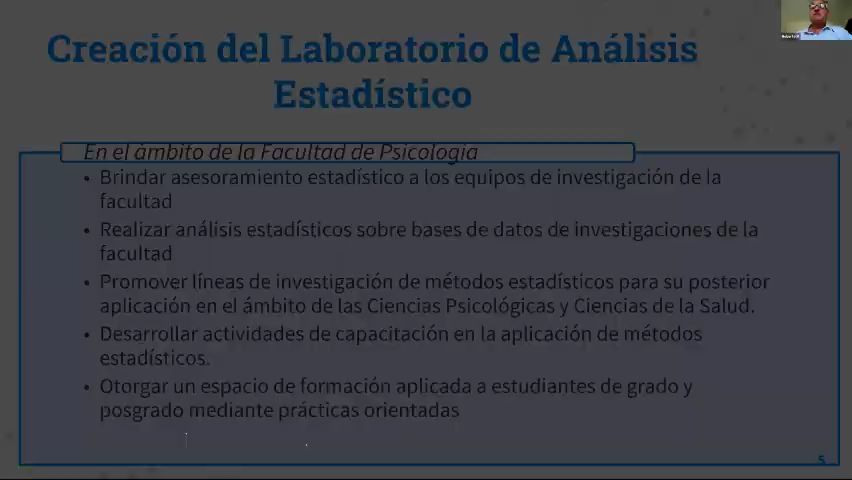 Creación del Laboratorio de Análisis
Estadístico
En el ámbito de la Facultad de Psicología
• Brindar asesoramiento estadístico a los equipos de investigación de la
facultad
• Realizar análisis estadísticos sobre bases de datos de investigaciones de la
facultad
• Promover líneas de investigación de métodos estadísticos para su posterior
aplicación en el ámbito de las Ciencias Psicológicas y Ciencias de la Salud.
• Desarrollar actividades de capacitación en la aplicación de métodos
estadísticos.
• Otorgar un espacio de formación aplicada a estudiantes de grado y
posgrado mediante prácticas orientadas
5